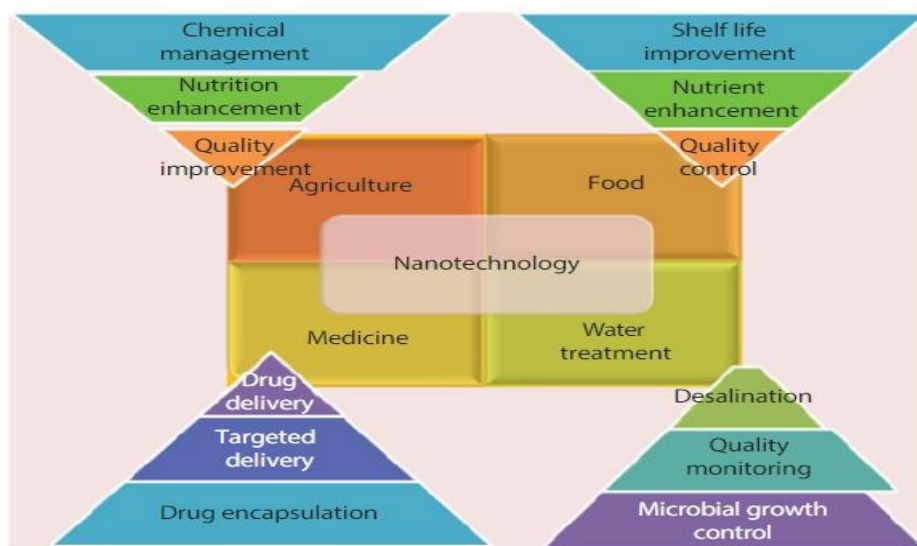 Chemical
management
Nutrition
enhancement
Quality
improvement
Shelf life
improvement
Nutrient
enhancement
Quality
control
Agriculture
Food
Nanotechnology
Medicine
Water
treatment
Drug
delivery
Targeted
delivery
Drug encapsulation
Desalination
Quality
monitoring
Microbial growth
control